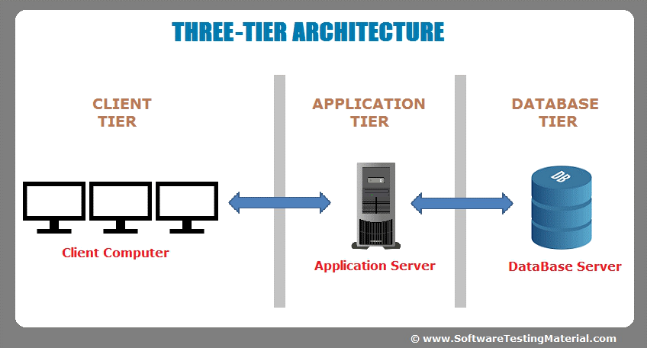 THREE-TIER ARCHITECTURE
CLIENT
TIER
APPLICATION
TIER
DATABASE
TIER
DB
Client Computer
Application Server
DataBase Server
© www.SoftwareTestingMaterial.com